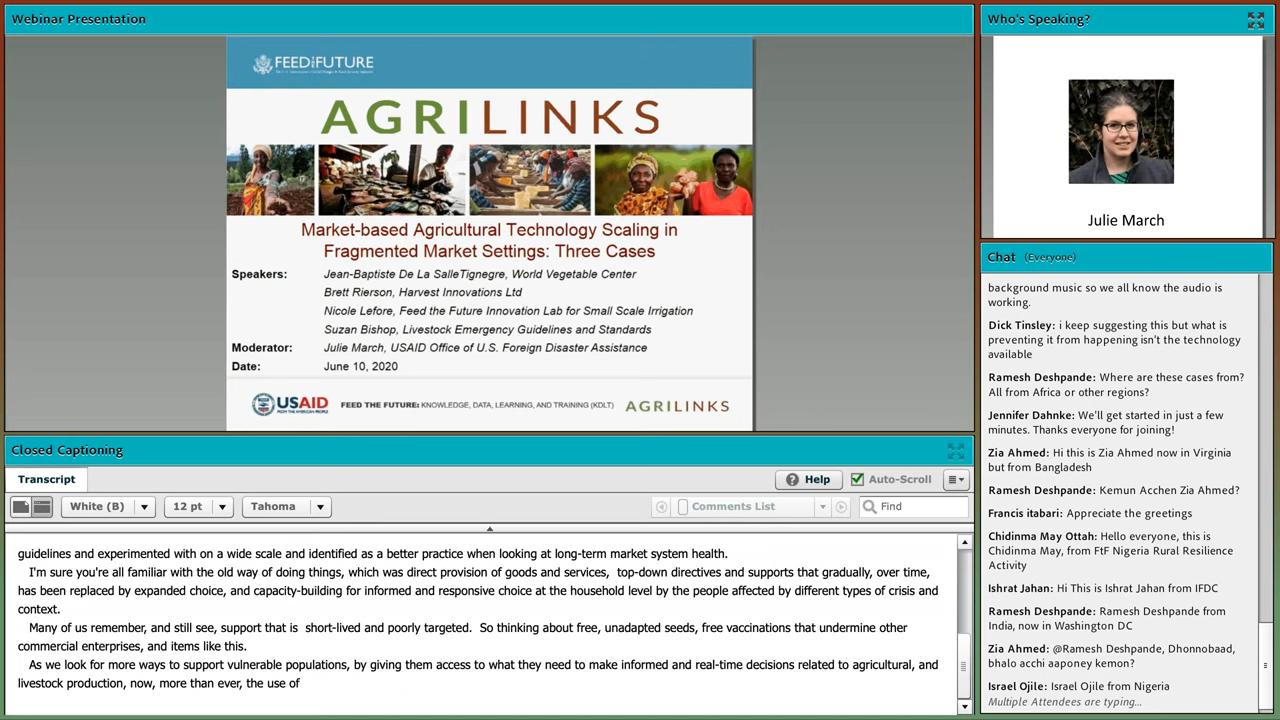 Webinar Presentation
FEED THE FUTURE
AGRILINKS
Market-based Agricultural Technology Scaling in
Fragmented Market Settings: Three Cases
Speakers: Jean-Baptiste De La SalleTignegre, World Vegetable Center
Brett Rierson, Harvest Innovations Ltd
Nicole Lefore, Feed the Future Innovation Lab for Small Scale Irrigation
Suzan Bishop, Livestock Emergency Guidelines and Standards
Moderator: Julie March, USAID Office of U.S. Foreign Disaster Assistance
Date: June 10, 2020
USAID
FROM THE AMERICAN PEOPLE
FEED THE FUTURE: KNOWLEDGE, DATA, LEARNING, AND TRAINING (KDLT)
AGRILINKS
Closed Captioning
Transcript
Help
Auto-Scroll
White (B)
12 pt
Tahoma
Comments List
Find
guidelines and experimented with on a wide scale and identified as a better practice when looking at long-term market system health.
I'm sure you're all familiar with the old way of doing things, which was direct provision of goods and services, top-down directives and supports that gradually, over time,
has been replaced by expanded choice, and capacity-building for informed and responsive choice at the household level by the people affected by different types of crisis and
context.
Many of us remember, and still see, support that is short-lived and poorly targeted. So thinking about free, unadapted seeds, free vaccinations that undermine other
commercial enterprises, and items like this.
As we look for more ways to support vulnerable populations, by giving them access to what they need to make informed and real-time decisions related to agricultural, and
livestock production, now, more than ever, the use of
Who's Speaking?
Julie March
Chat (Everyone)
background music so we all know the audio is
working.
Dick Tinsley: i keep suggesting this but what is
preventing it from happening isn't the technology
available
Ramesh Deshpande: Where are these cases from?
All from Africa or other regions?
Jennifer Dahnke: We'll get started in just a few
minutes. Thanks everyone for joining!
Zia Ahmed: Hi this is Zia Ahmed now in Virginia
but from Bangladesh
Ramesh Deshpande: Kemun Acchen Zia Ahmed?
Francis itabari: Appreciate the greetings
Chidinma May Ottah: Hello everyone, this is
Chidinma May, from FtF Nigeria Rural Resilience
Activity
Ishrat Jahan: Hi This is Ishrat Jahan from IFDC
Ramesh Deshpande: Ramesh Deshpande from
India, now in Washington DC
Zia Ahmed: @Ramesh Deshpande, Dhonnobaad,
bhalo acchi aaponey kemon?
Israel Ojile: Israel Ojile from Nigeria
Multiple Attendees are typing...